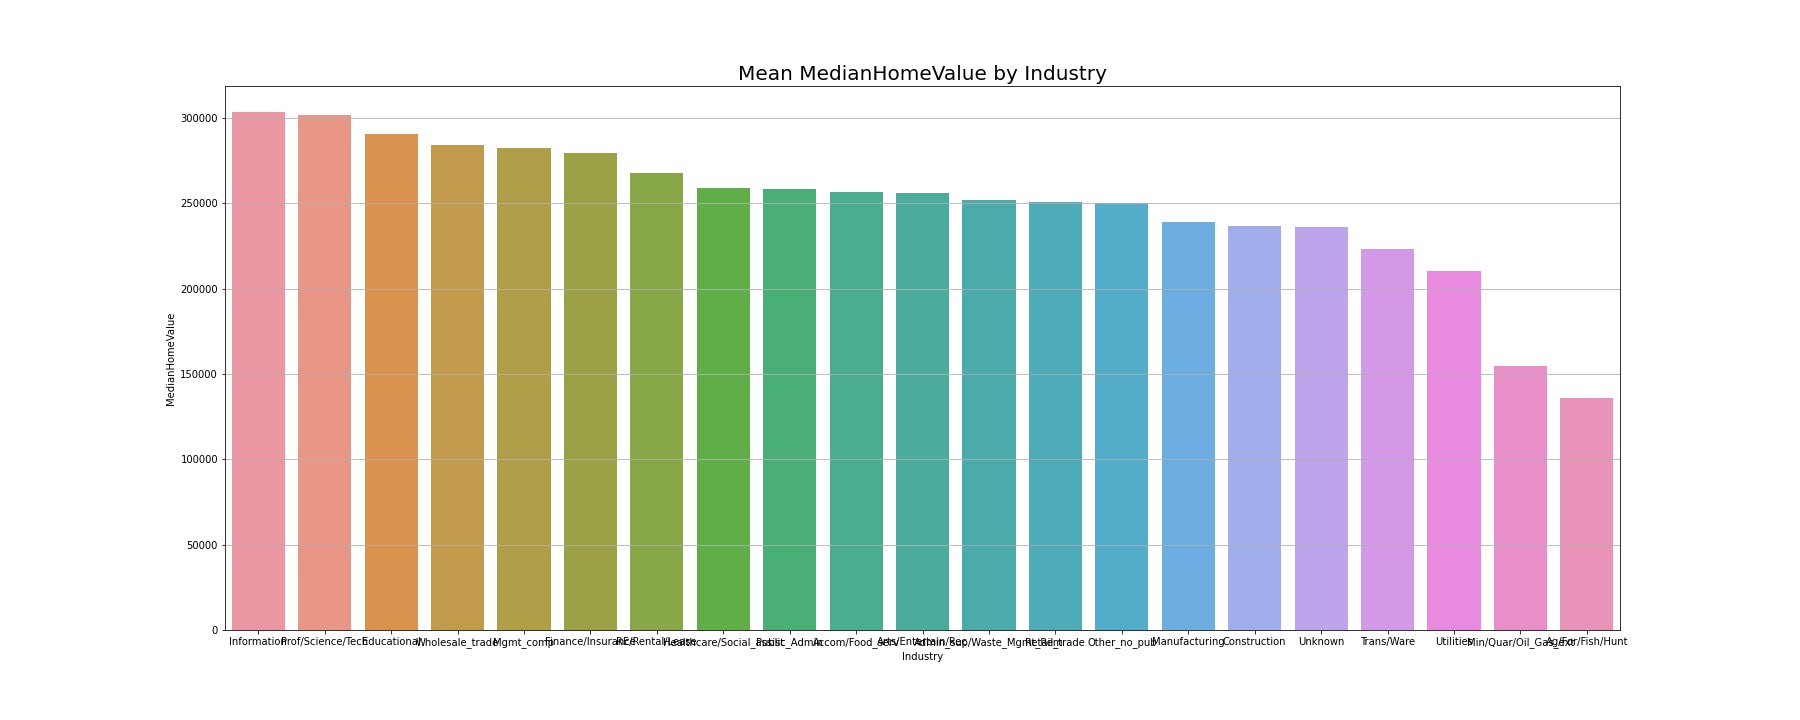 Mean MedianHomeValue by Industry
300000
250000
200000
150000
100000
50000
0
MedianHomeValue
Information
Prof/Science/Tech
Educational
Wholesale_trade
Mgmt_comp
Finance/Insurance
RE/Rental/Lease
Healthcare/Social_assist
Public_Admin
Accom/Food_Serv
Arts/Entertain/Rec
Admin_sup/Waste_Mgmt_Rem
Retail_trade
Other_no_pub
Manufacturing
Construction
Unknown
Trans/Ware
Utilities
Min/Quar/Oil_Gas_ext
Ag/For/Fish/Hunt
Industry